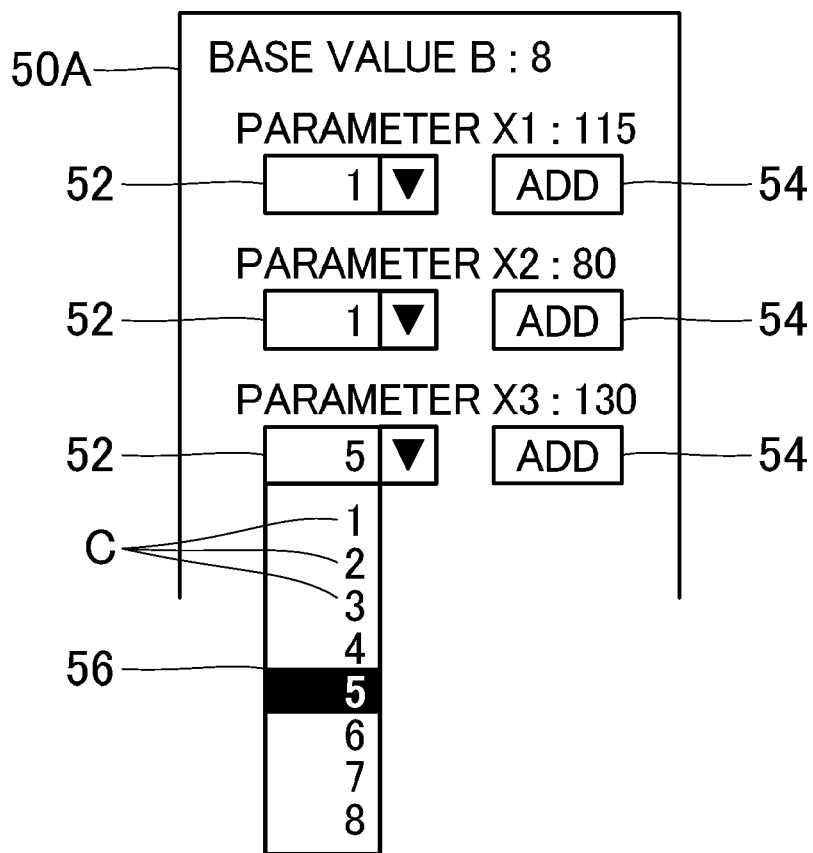 50A
BASE VALUE B : 8
PARAMETER X1 : 115
52 1 ▼ ADD 54
PARAMETER X2 : 80
52 1 ▼ ADD 54
PARAMETER X3 : 130
52 5 ▼ ADD 54
1
C 2
3
4
56 5
6
7
8